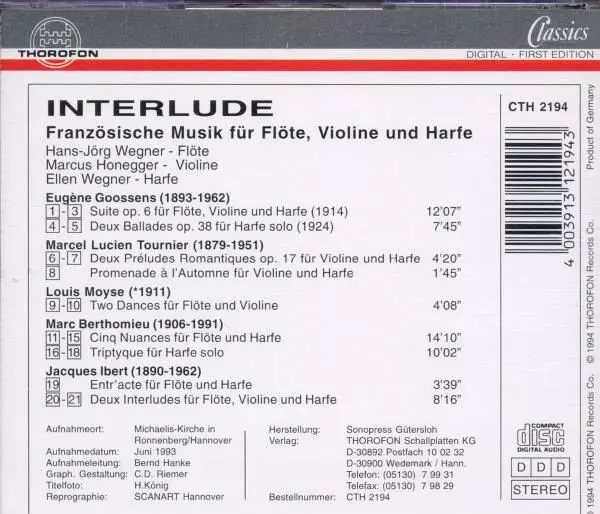 THOROFON
Classics
DIGITAL · FIRST EDITION
INTERLUDE
Französische Musik für Flöte, Violine und Harfe
Hans-Jörg Wegner - Flöte
Marcus Honegger - Violine
Ellen Wegner - Harfe
Eugène Goossens (1893-1962)
1 - 3 Suite op. 6 für Flöte, Violine und Harfe (1914) 12'07"
4 - 5 Deux Ballades op. 38 für Harfe solo (1924) 7'45"
Marcel Lucien Tournier (1879-1951)
6 - 7 Deux Préludes Romantiques op. 17 für Violine und Harfe 4'20"
8 Promenade à l'Automne für Violine und Harfe 1'45"
Louis Moyse (*1911)
9 - 10 Two Dances für Flöte und Violine 4'08"
Marc Berthomieu (1906-1991)
11 - 15 Cinq Nuances für Flöte und Harfe 14'10"
16 - 18 Triptyque für Harfe solo 10'02"
Jacques Ibert (1890-1962)
19 Entr'acte für Flöte und Harfe 3'39"
20 - 21 Deux Interludes für Flöte, Violine und Harfe 8'16"
Aufnahmeort: Michaelis-Kirche in
Ronnenberg/Hannover
Aufnahmedatum: Juni 1993
Aufnahmeleitung: Bernd Hanke
Graph. Gestaltung: C.D. Riemer
Titelfoto: H.König
Reprographie: SCANART Hannover
Herstellung: Sonopress Gütersloh
Verlag: THOROFON Schallplatten KG
D-30892 Postfach 10 02 32
D-30900 Wedemark / Hann.
Telefon: (05130) 7 99 31
Telefax: (05130) 7 98 29
Bestellnummer: CTH 2194
CTH 2194
4 003913 121943
COMPACT
disc
DIGITAL AUDIO
D D D
STEREO
Product of Germany
© 1994 THOROFON Records Co.
℗ 1994 THOROFON Records Co.